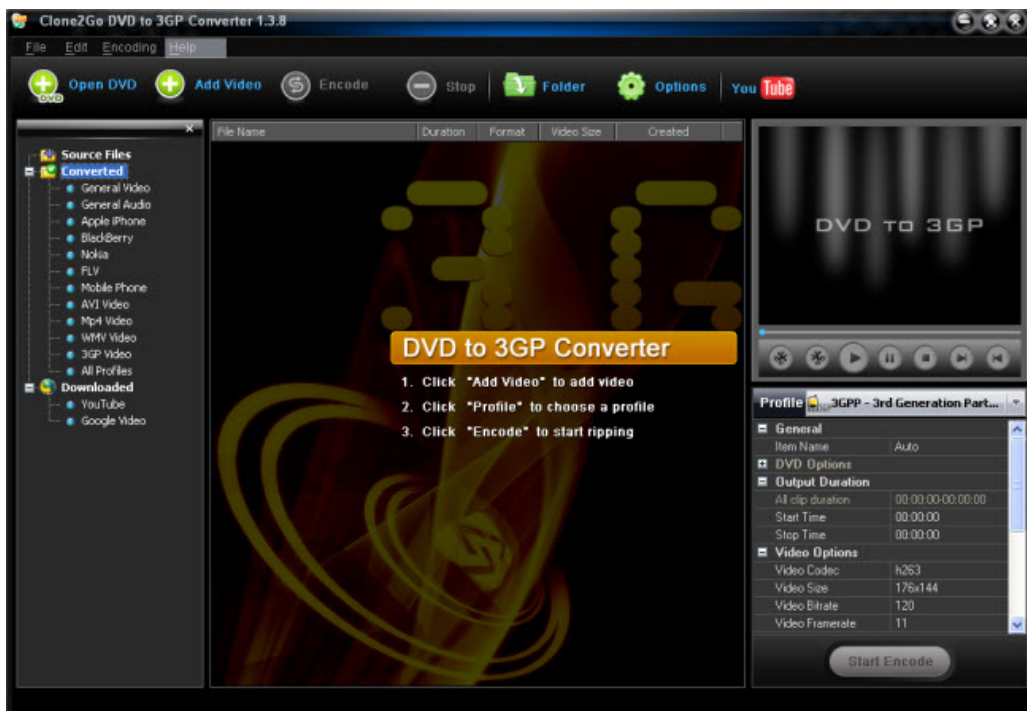 Clone2Go DVD to 3GP Converter 1.3.8
File Edit Encoding Help
DVD Open DVD Add Video Encode Stop Folder Options You Tube
File Name Duration Format Video Size Created
Source Files
Converted
General Video
General Audio
Apple iPhone
BlackBerry
Nokia
FLV
Mobile Phone
AVI Video
Mp4 Video
WMV Video
3GP Video
All Profiles
Downloaded
YouTube
Google Video
3G
DVD to 3GP Converter
1. Click "Add Video" to add video
2. Click "Profile" to choose a profile
3. Click "Encode" to start ripping
DVD TO 3GP
Profile 3GPP - 3rd Generation Part...
General
Item Name Auto
DVD Options
Output Duration
All clip duration 00:00:00-00:00:00
Start Time 00:00:00
Stop Time 00:00:00
Video Options
Video Codec h263
Video Size 176x144
Video Bitrate 120
Video Framerate 11
Start Encode